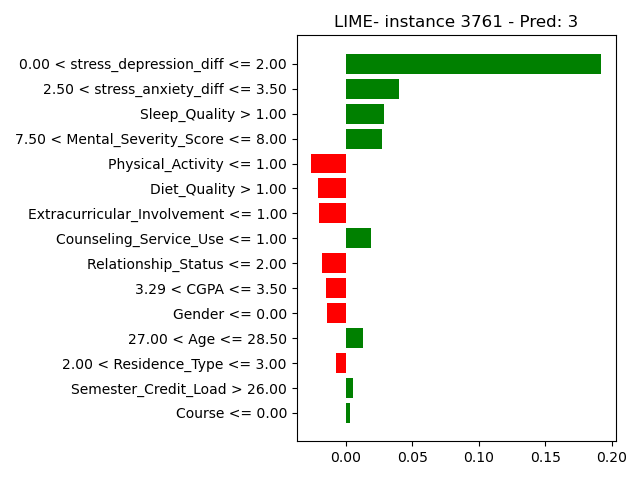 LIME- instance 3761 - Pred: 3
0.00 < stress_depression_diff <= 2.00
2.50 < stress_anxiety_diff <= 3.50
Sleep_Quality > 1.00
7.50 < Mental_Severity_Score <= 8.00
Physical_Activity <= 1.00
Diet_Quality > 1.00
Extracurricular_Involvement <= 1.00
Counseling_Service_Use <= 1.00
Relationship_Status <= 2.00
3.29 < CGPA <= 3.50
Gender <= 0.00
27.00 < Age <= 28.50
2.00 < Residence_Type <= 3.00
Semester_Credit_Load > 26.00
Course <= 0.00
0.00 0.05 0.10 0.15 0.20